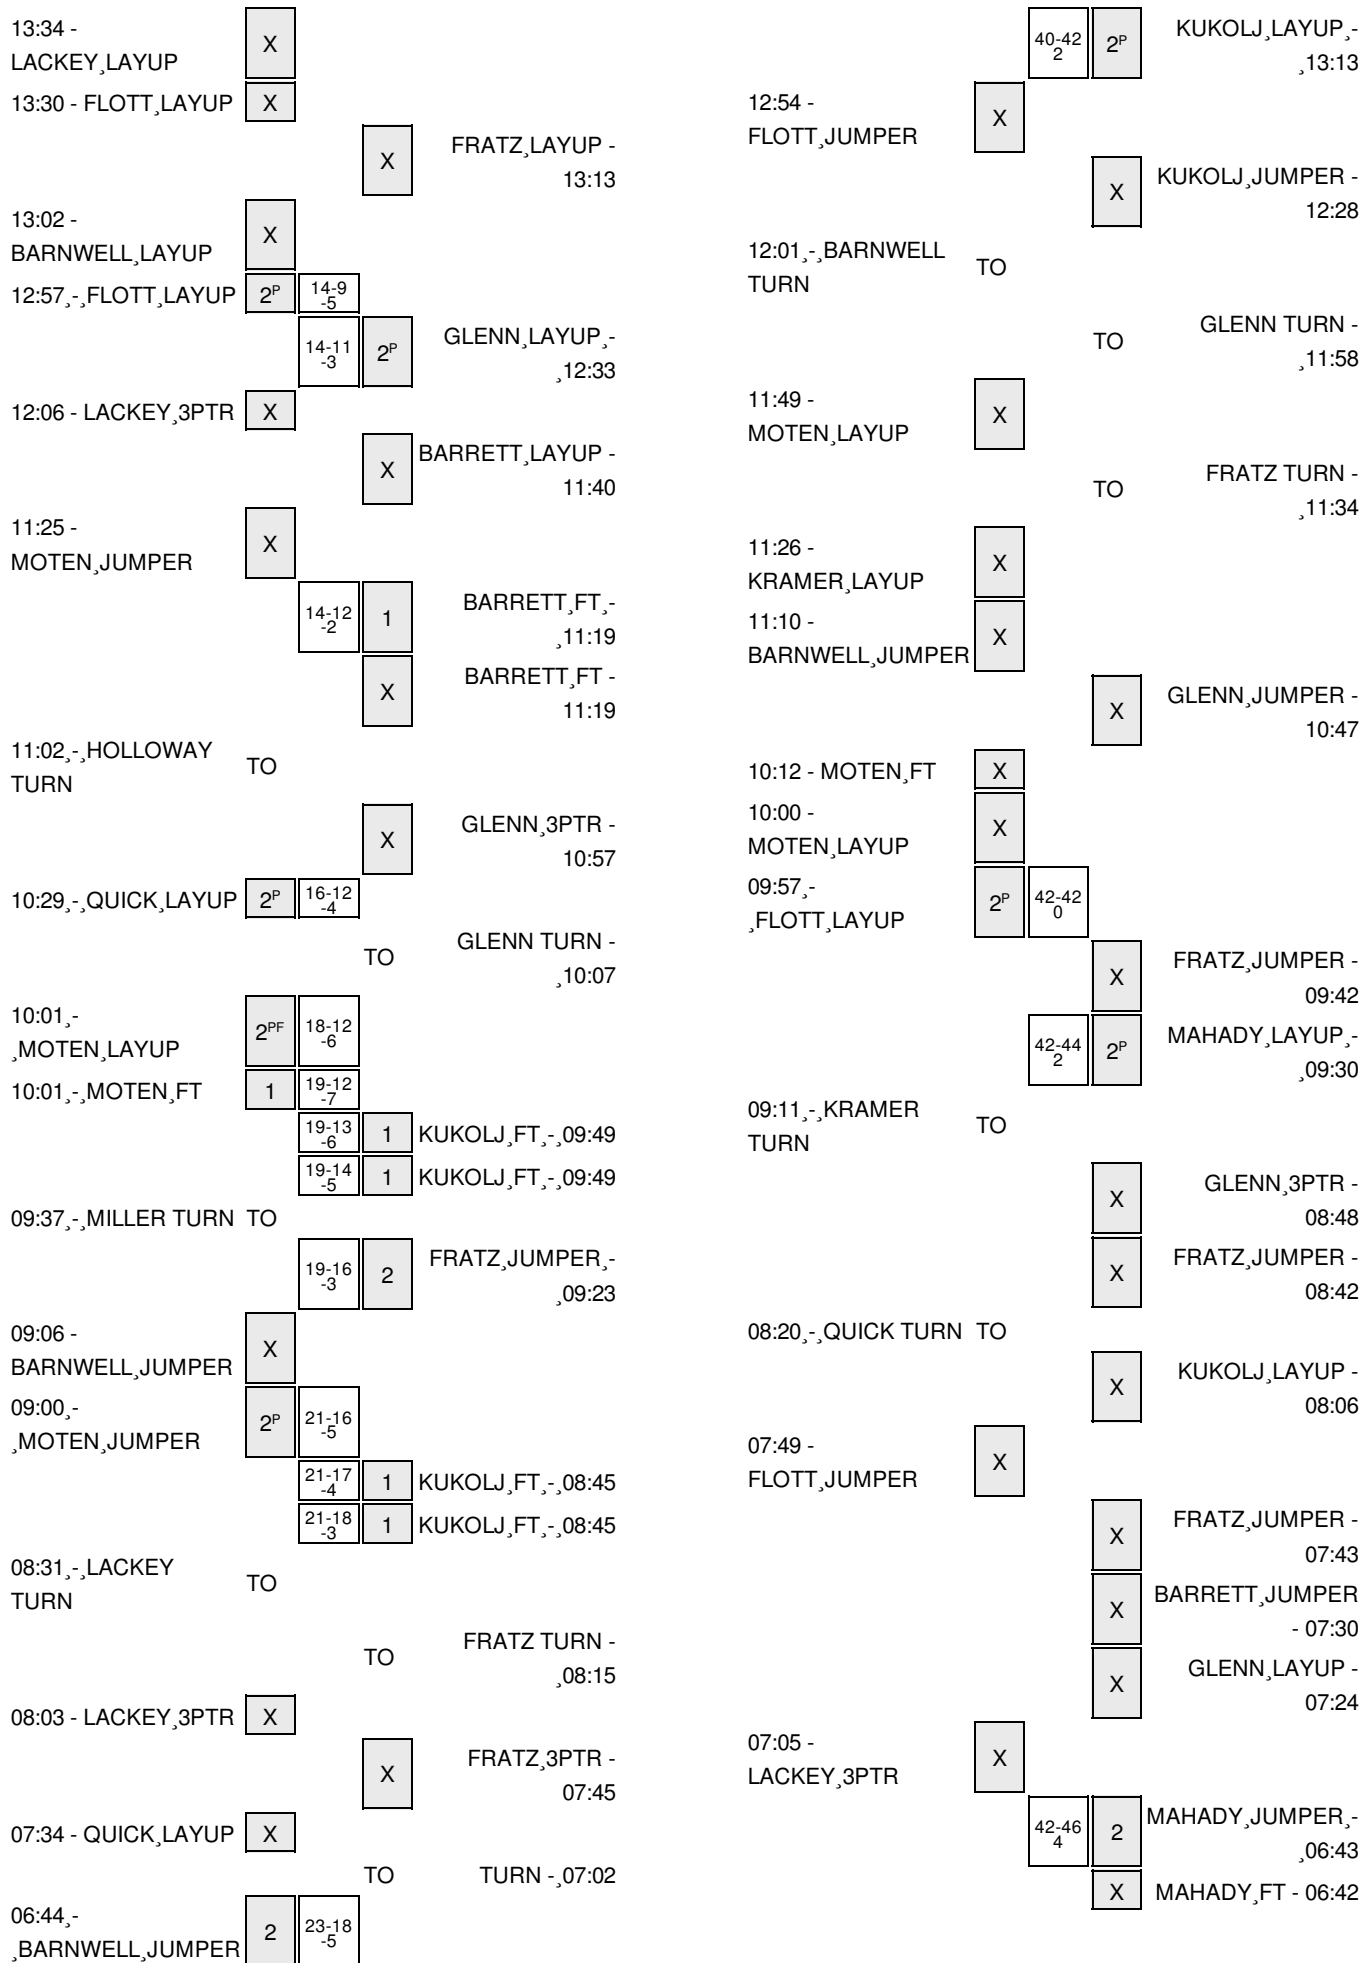 13:34 -
LACKEY¸LAYUP
X
13:30 - FLOTT¸LAYUP X
X
FRATZ¸LAYUP -
13:13
13:02 -
BARNWELL¸LAYUP
X
12:57¸-¸FLOTT¸LAYUP 2P 14-9
-5
14-11
-3
2P
GLENN¸LAYUP¸-
¸12:33
12:06 - LACKEY¸3PTR X
X
BARRETT¸LAYUP -
11:40
11:25 -
MOTEN¸JUMPER
X
14-12
-2
1
BARRETT¸FT¸-
¸11:19
X
BARRETT¸FT -
11:19
11:02¸-¸HOLLOWAY
TURN
TO
X
GLENN¸3PTR -
10:57
10:29¸-¸QUICK¸LAYUP 2P 16-12
-4
TO
GLENN TURN -
¸10:07
10:01¸-
¸MOTEN¸LAYUP
2PF
18-12
-6
10:01¸-¸MOTEN¸FT 1 19-12
-7
19-13
-6
1 KUKOLJ¸FT¸-¸09:49
19-14
-5
1 KUKOLJ¸FT¸-¸09:49
09:37¸-¸MILLER TURN TO
19-16
-3
2
FRATZ¸JUMPER¸-
¸09:23
09:06 -
BARNWELL¸JUMPER
X
09:00¸-
¸MOTEN¸JUMPER
2P
21-16
-5
21-17
-4
1 KUKOLJ¸FT¸-¸08:45
21-18
-3
1 KUKOLJ¸FT¸-¸08:45
08:31¸-¸LACKEY
TURN
TO
TO
FRATZ TURN -
¸08:15
08:03 - LACKEY¸3PTR X
X
FRATZ¸3PTR -
07:45
07:34 - QUICK¸LAYUP X
TO TURN -¸07:02
06:44¸-
¸BARNWELL¸JUMPER
2
23-18
-5
40-42
2
2P
KUKOLJ¸LAYUP¸-
¸13:13
12:54 -
FLOTT¸JUMPER
X
X
KUKOLJ¸JUMPER -
12:28
12:01¸-¸BARNWELL
TURN
TO
TO
GLENN TURN -
¸11:58
11:49 -
MOTEN¸LAYUP
X
TO
FRATZ TURN -
¸11:34
11:26 -
KRAMER¸LAYUP
X
11:10 -
BARNWELL¸JUMPER
X
X
GLENN¸JUMPER -
10:47
10:12 - MOTEN¸FT X
10:00 -
MOTEN¸LAYUP
X
09:57¸-
¸FLOTT¸LAYUP
2P
42-42
0
X
FRATZ¸JUMPER -
09:42
42-44
2
2P
MAHADY¸LAYUP¸-
¸09:30
09:11¸-¸KRAMER
TURN
TO
X
GLENN¸3PTR -
08:48
X
FRATZ¸JUMPER -
08:42
08:20¸-¸QUICK TURN TO
X
KUKOLJ¸LAYUP -
08:06
07:49 -
FLOTT¸JUMPER
X
X
FRATZ¸JUMPER -
07:43
X
BARRETT¸JUMPER
- 07:30
X
GLENN¸LAYUP -
07:24
07:05 -
LACKEY¸3PTR
X
42-46
4
2
MAHADY¸JUMPER¸-
¸06:43
X MAHADY¸FT - 06:42